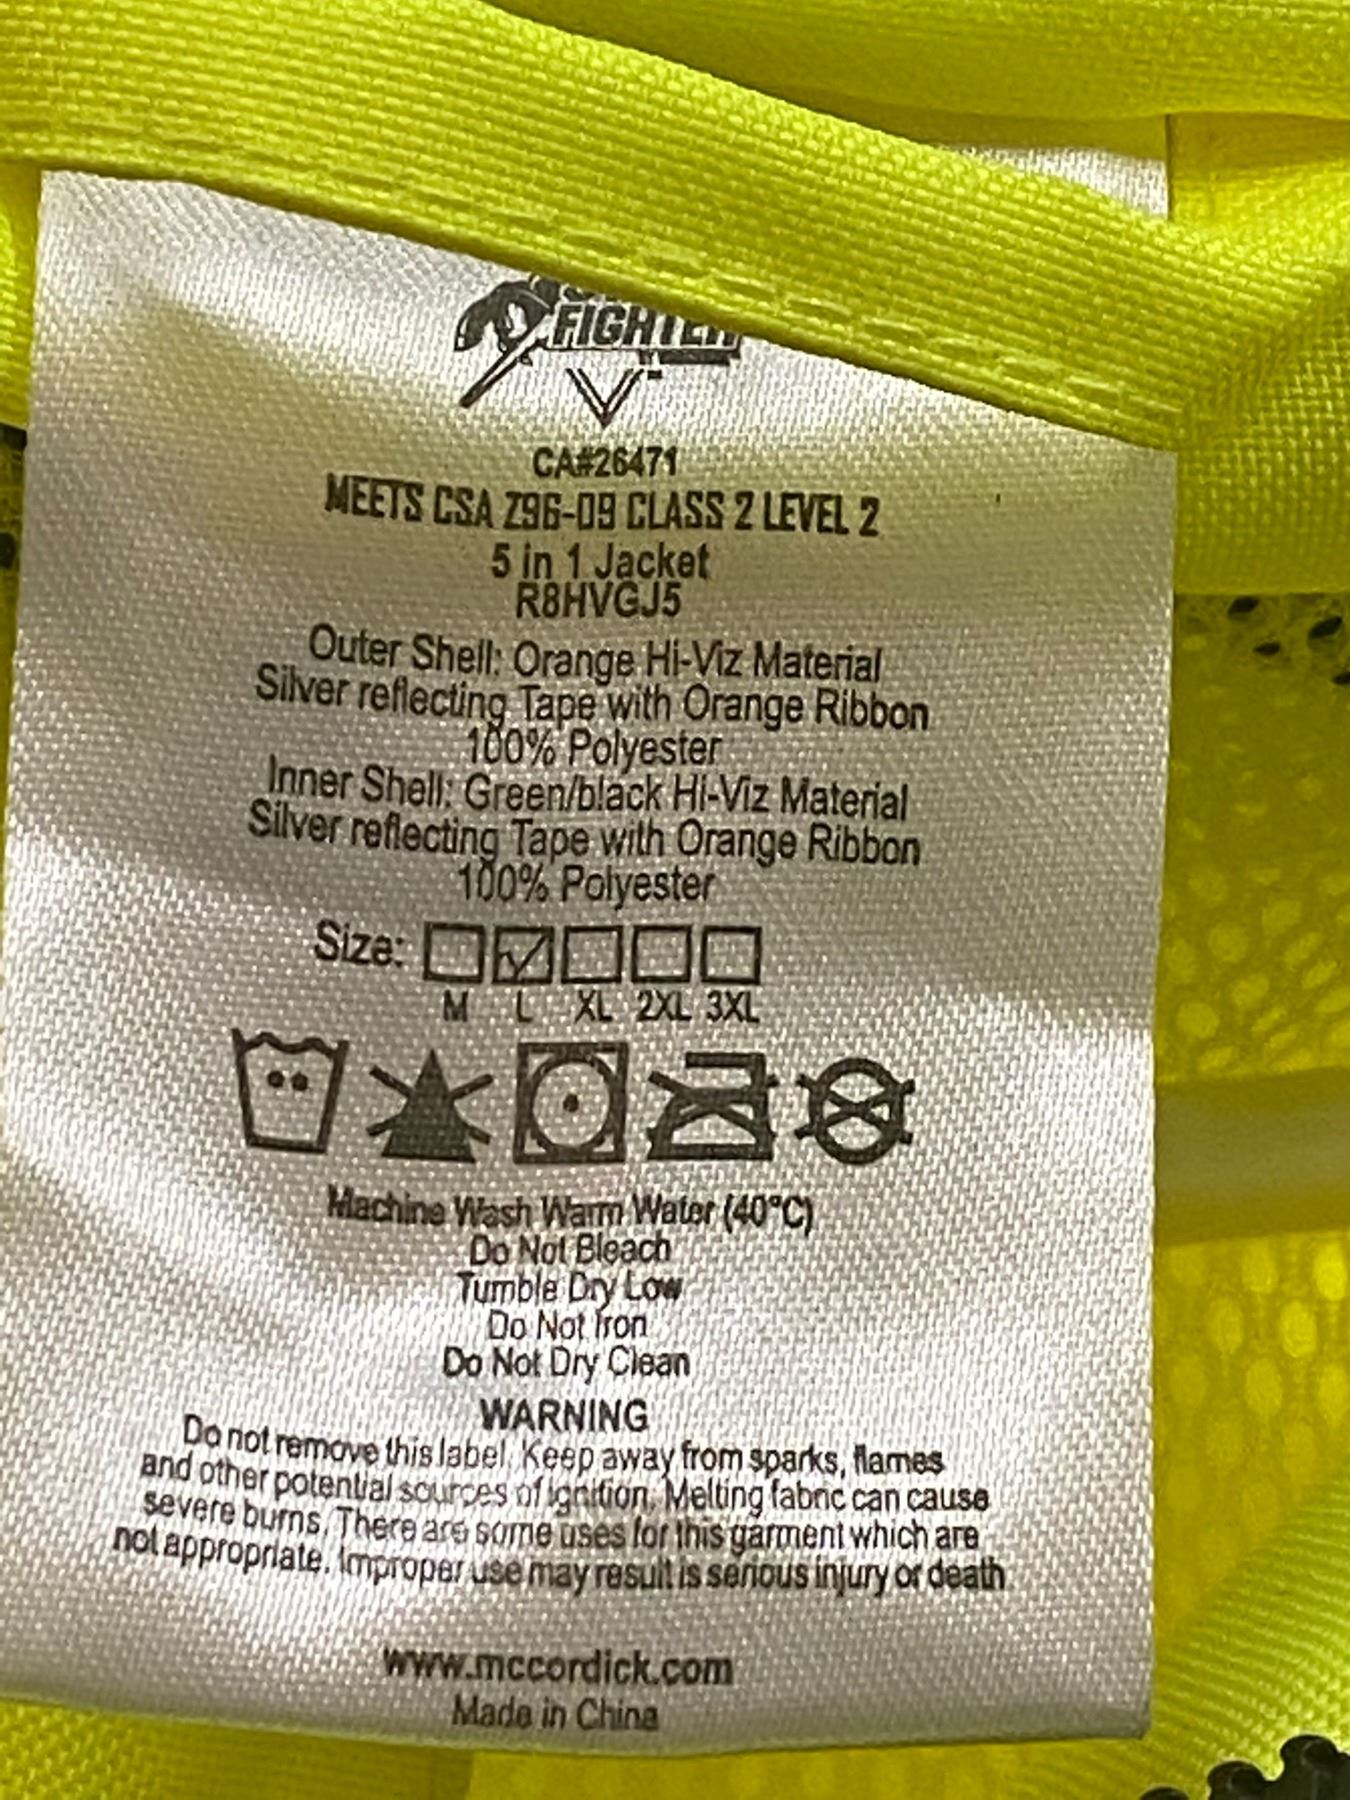 FIGHTER
CA#26471
MEETS CSA Z96-09 CLASS 2 LEVEL 2
5 in 1 Jacket
R8HVGJ5
Outer Shell: Orange Hi-Viz Material
Silver reflecting Tape with Orange Ribbon
100% Polyester
Inner Shell: Green/black Hi-Viz Material
Silver reflecting Tape with Orange Ribbon
100% Polyester
Size:
M L XL 2XL 3XL
Machine Wash Warm Water (40°C)
Do Not Bleach
Tumble Dry Low
Do Not Iron
Do Not Dry Clean
WARNING
Do not remove this label. Keep away from sparks, flames
and other potential sources of ignition. Melting fabric can cause
severe burns. There are some uses for this garment which are
not appropriate. Improper use may result is serious injury or death
www.mccordick.com
Made in China